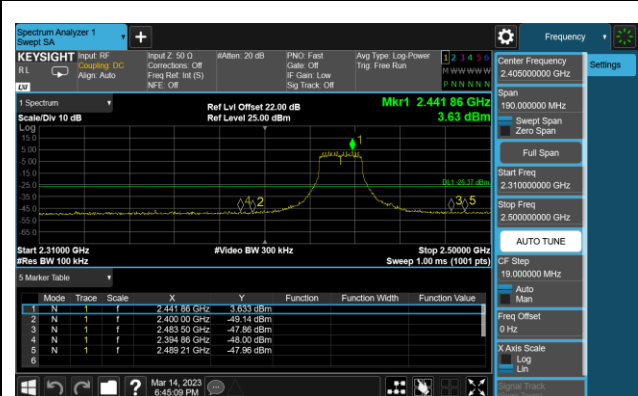 Spectrum Analyzer 1
Swept SA
Frequency
KEYSIGHT
RL
LXI
Input: RF
Coupling: DC
Align: Auto
Input Z: 50 Ω
Corrections: Off
Freq Ref: Int (S)
NFE: Off
#Atten: 20 dB
PNO: Fast
Gate: Off
IF Gain: Low
Sig Track: Off
Avg Type: Log-Power
Trig: Free Run
1 2 3 4 5 6
M W W W W W
P N N N N N
Center Frequency
2.405000000 GHz
Settings
Span
190.000000 MHz
Swept Span
Zero Span
Full Span
Start Freq
2.310000000 GHz
Stop Freq
2.500000000 GHz
AUTO TUNE
CF Step
19.000000 MHz
Auto
Man
Freq Offset
0 Hz
X Axis Scale
Log
Lin
Signal Track
1 Spectrum
Scale/Div 10 dB
Log
Ref Lvl Offset 22.00 dB
Ref Level 25.00 dBm
Mkr1 2.441 86 GHz
3.63 dBm
15.0
5.00
-5.00
-15.0
-25.0
-35.0
-45.0
-55.0
-65.0
1
DL1 -26.37 dBm
4 2
3 5
Start 2.31000 GHz
#Res BW 100 kHz
#Video BW 300 kHz
Stop 2.50000 GHz
Sweep 1.00 ms (1001 pts)
5 Marker Table
Mode Trace Scale X Y Function Function Width Function Value
1 N 1 f 2.441 86 GHz 3.633 dBm
2 N 1 f 2.400 00 GHz -49.14 dBm
3 N 1 f 2.483 50 GHz -47.86 dBm
4 N 1 f 2.394 86 GHz -48.00 dBm
5 N 1 f 2.489 21 GHz -47.96 dBm
6
?
Mar 14, 2023
6:45:09 PM